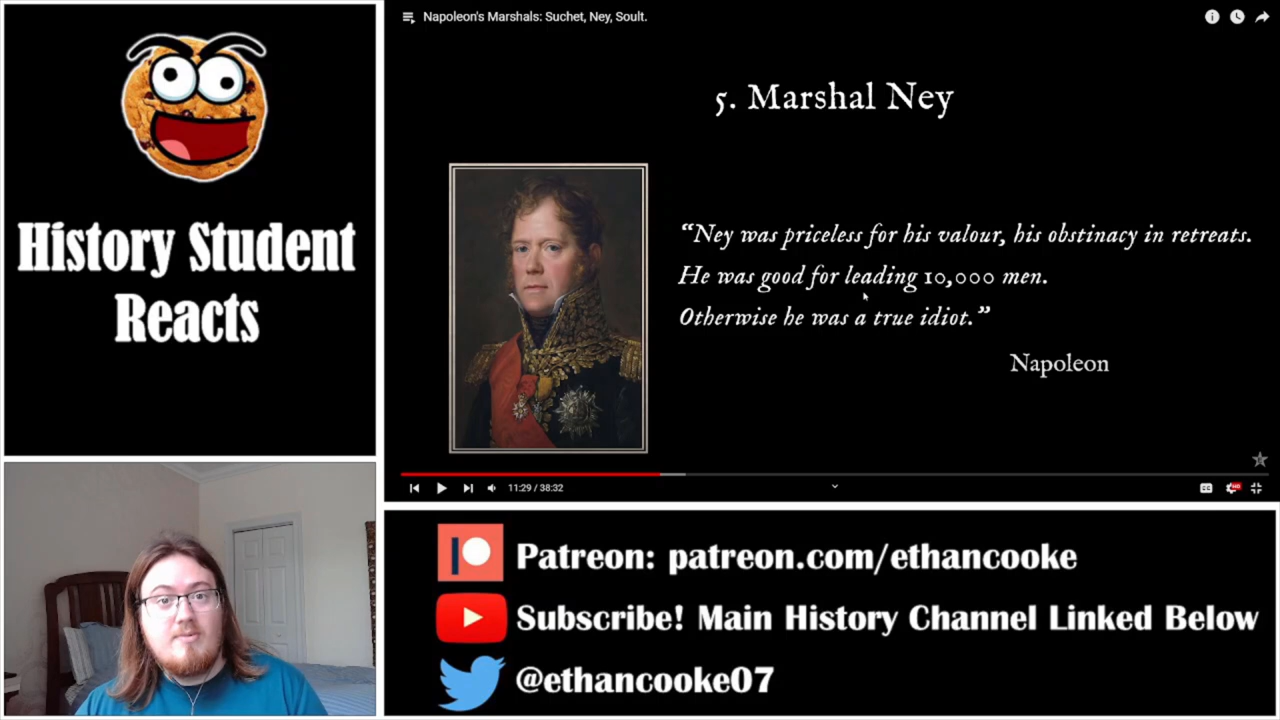 History Student
Reacts
Napoleon's Marshals: Suchet, Ney, Soult.
5. Marshal Ney
“Ney was priceless for his valour, his obstinacy in retreats.
He was good for leading 10,000 men.
Otherwise he was a true idiot.”
Napoleon
11:29 / 38:32
CC
HD
Patreon: patreon.com/ethancooke
Subscribe! Main History Channel Linked Below
@ethancooke07